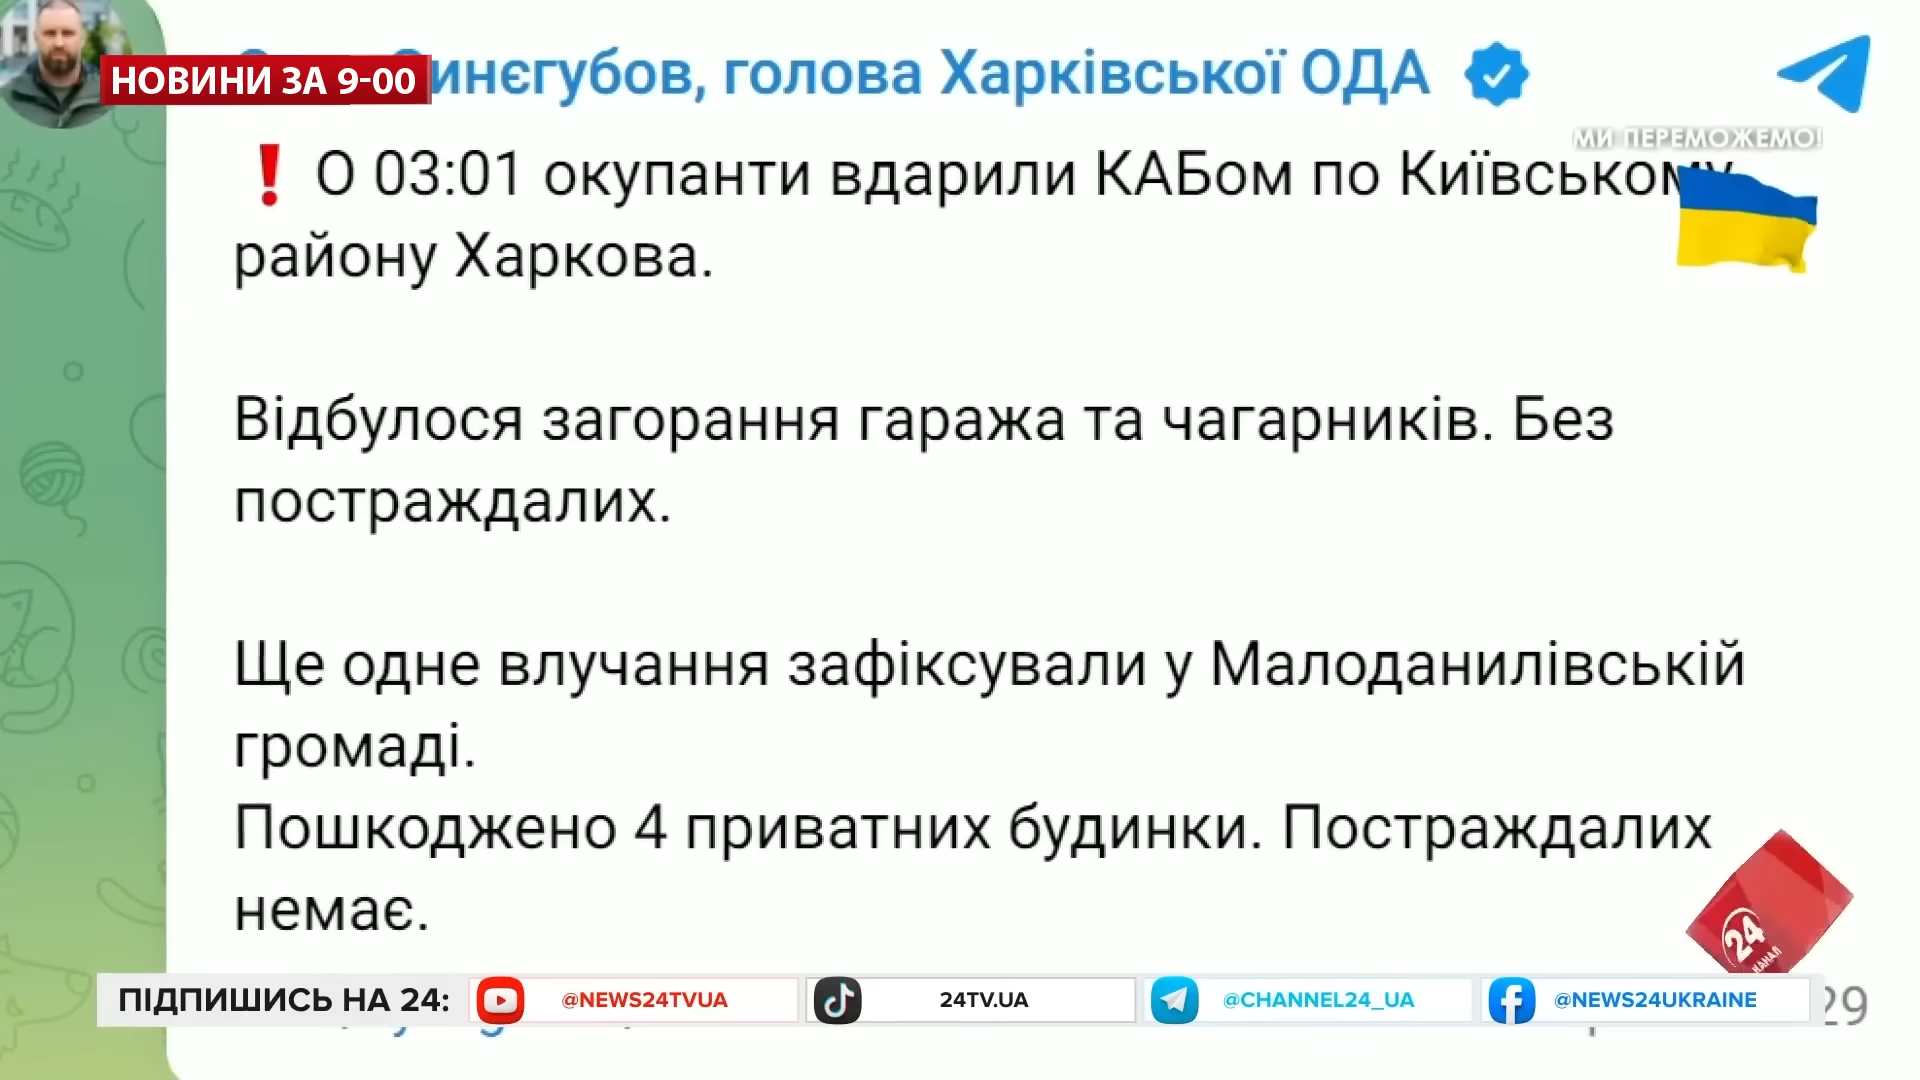 НОВИНИ ЗА 9-00
голова Харківської ОДА
МИ ПЕРЕМОЖЕМО!
❗ О 03:01 окупанти вдарили КАБом по Київському
району Харкова.
Відбулося загорання гаража та чагарників. Без
постраждалих.
Ще одне влучання зафіксували у Малоданилівській
громаді.
Пошкоджено 4 приватних будинки. Постраждалих
немає.
24
КАНАЛ
ПІДПИШИСЬ НА 24:
@NEWS24TVUA
24TV.UA
@CHANNEL24_UA
@NEWS24UKRAINE
29